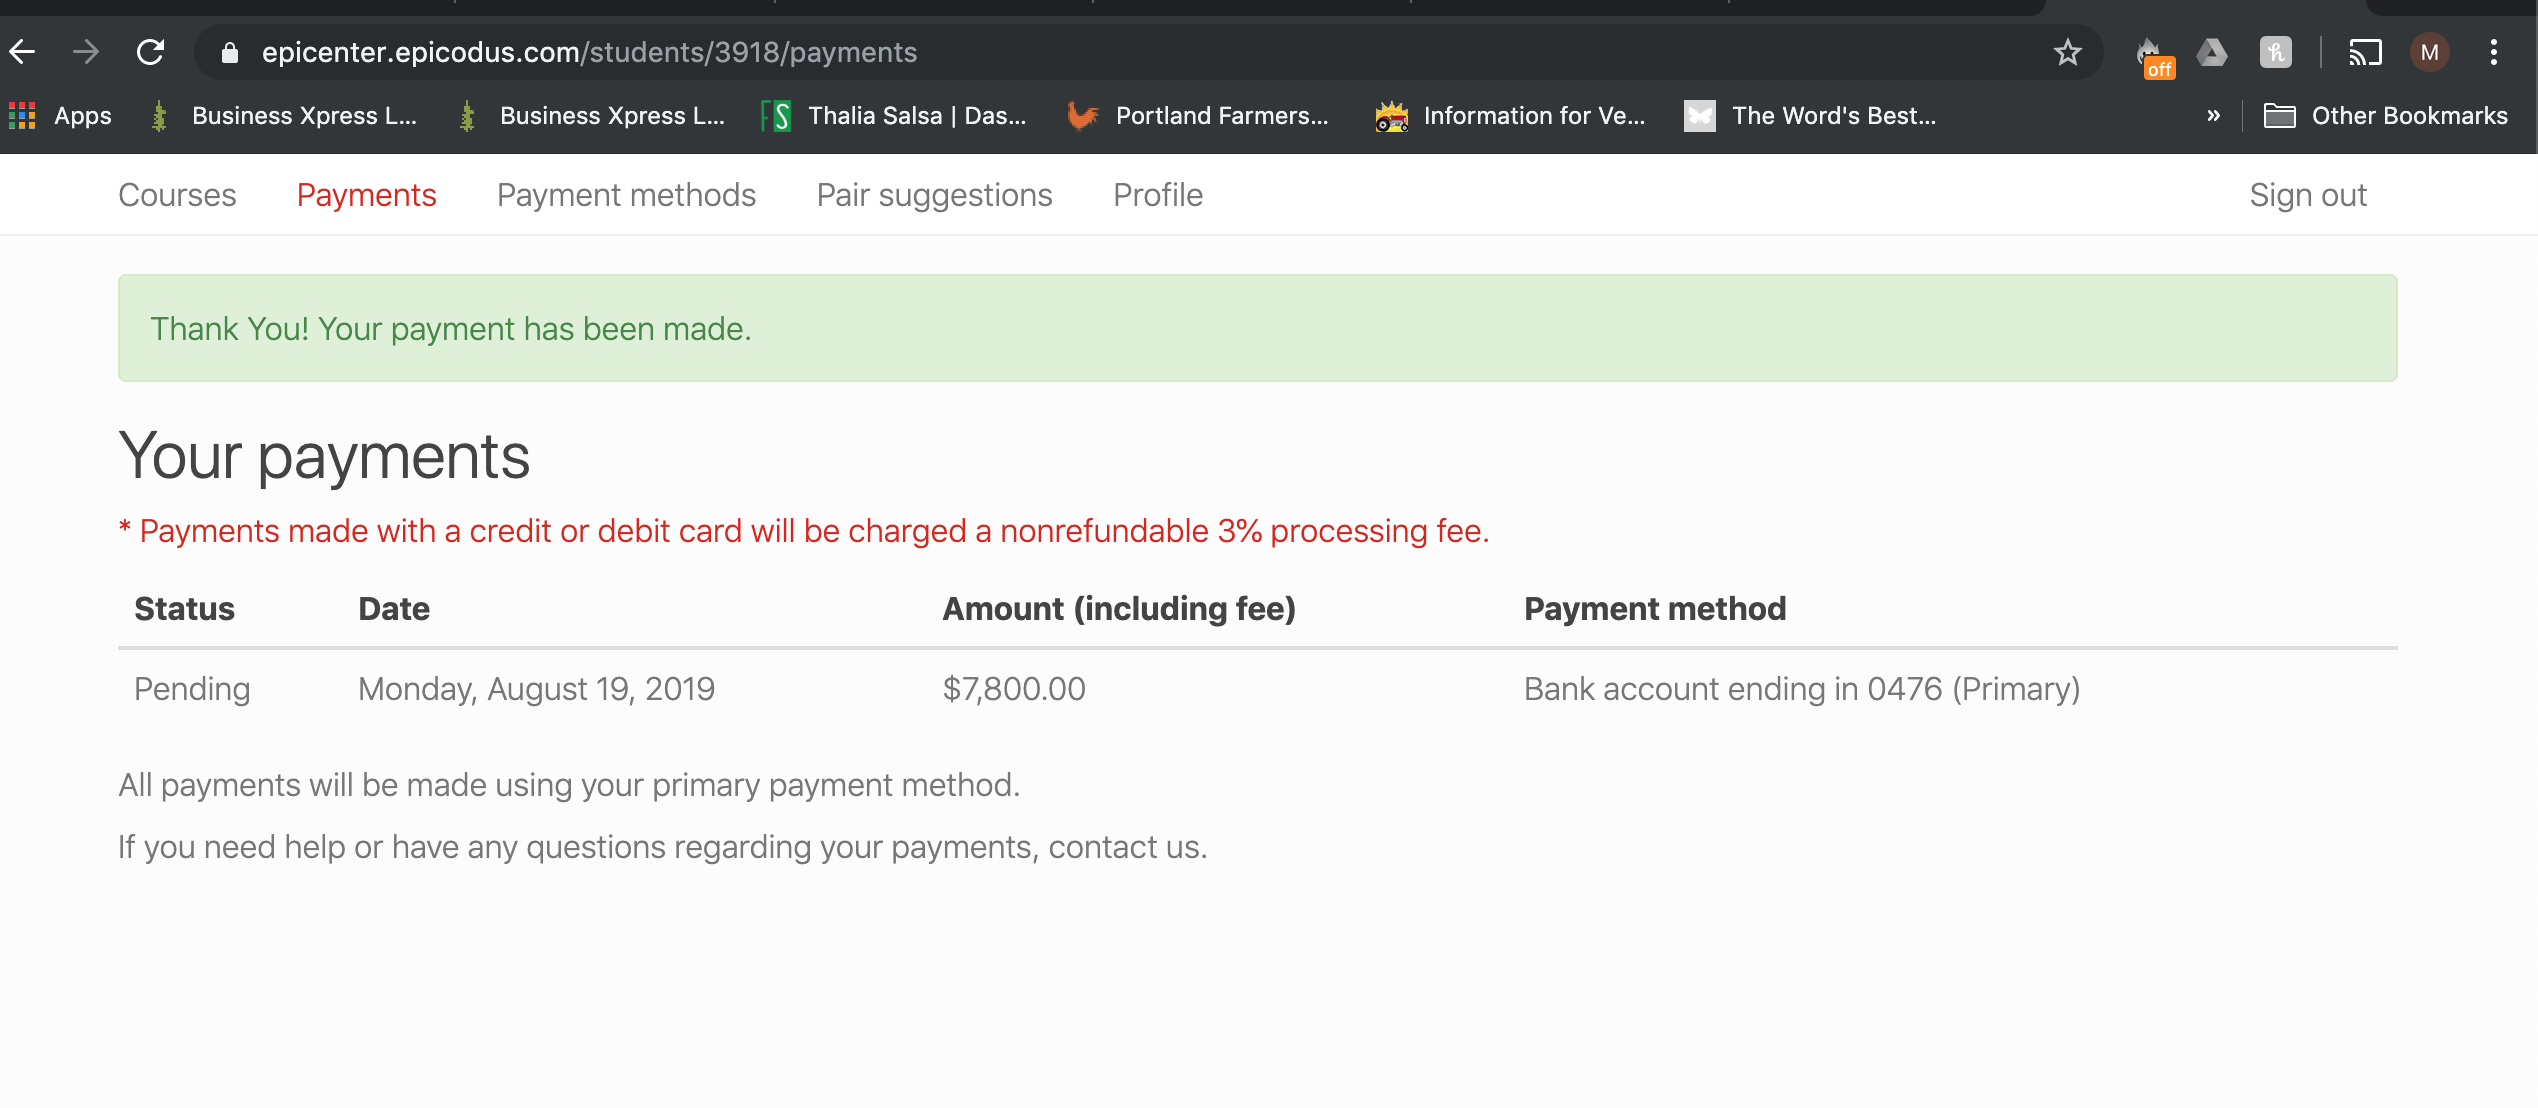 epicenter.epicodus.com/students/3918/payments
off
M
Apps
Business Xpress L...
Business Xpress L...
FS
Thalia Salsa | Das...
Portland Farmers...
Information for Ve...
The Word's Best...
»
Other Bookmarks
Courses
Payments
Payment methods
Pair suggestions
Profile
Sign out
Thank You! Your payment has been made.
Your payments
* Payments made with a credit or debit card will be charged a nonrefundable 3% processing fee.
Status Date Amount (including fee) Payment method
Pending Monday, August 19, 2019 $7,800.00 Bank account ending in 0476 (Primary)
All payments will be made using your primary payment method.
If you need help or have any questions regarding your payments, contact us.